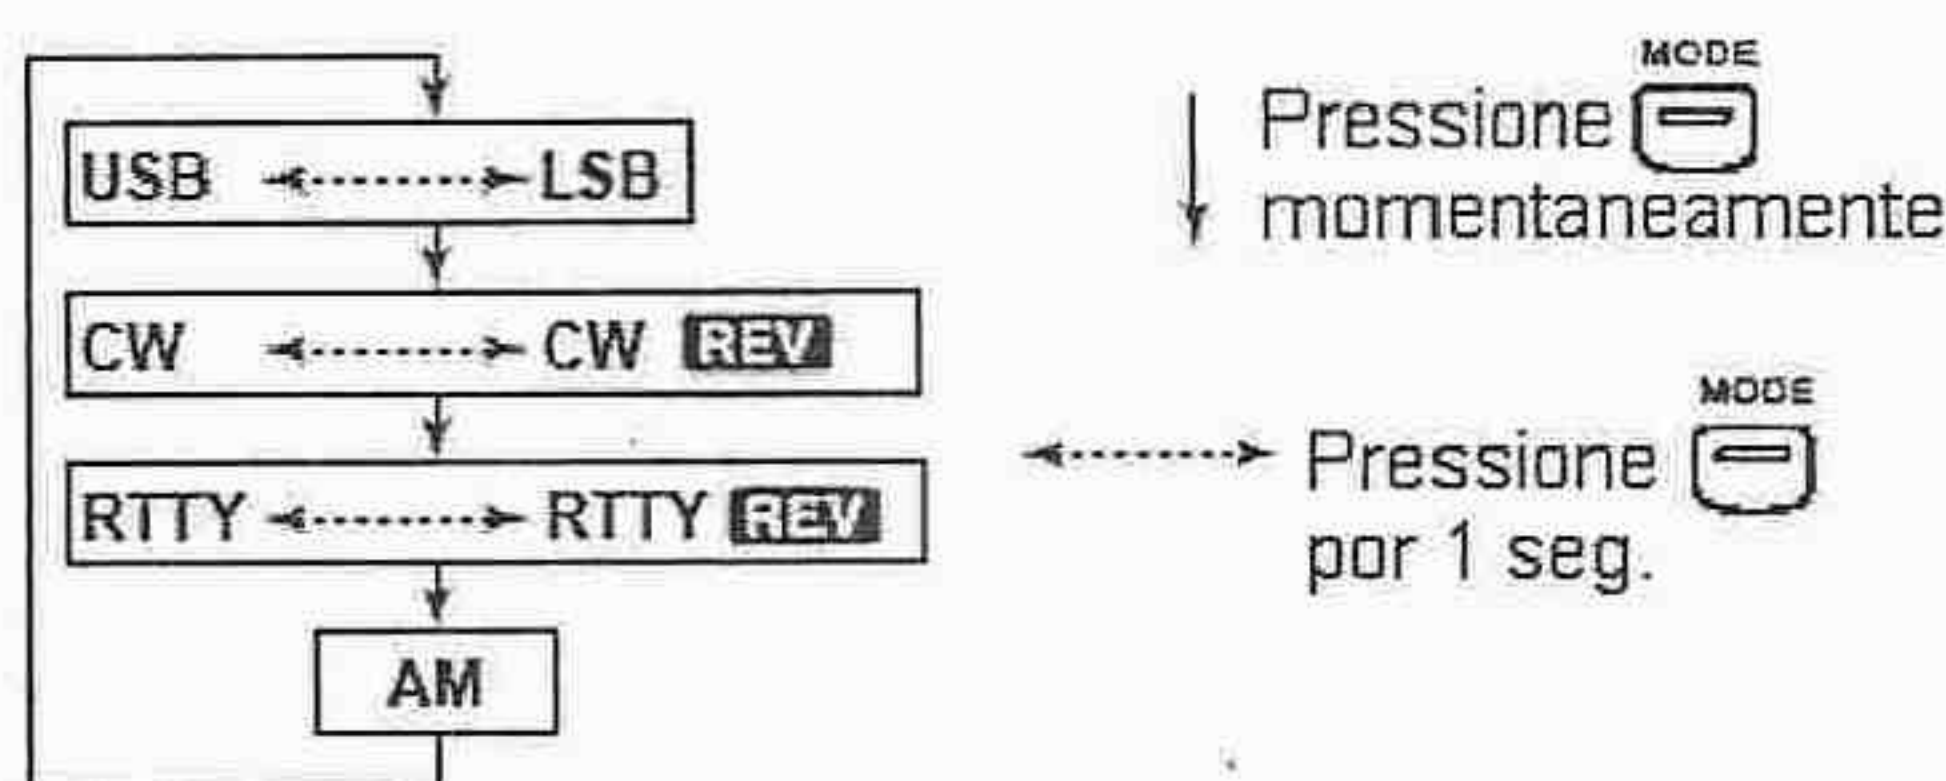 USB LSB
CW CW REV
RTTY RTTY REV
AM
MODE
Pressione
momentaneamente
MODE
Pressione
por 1 seg.